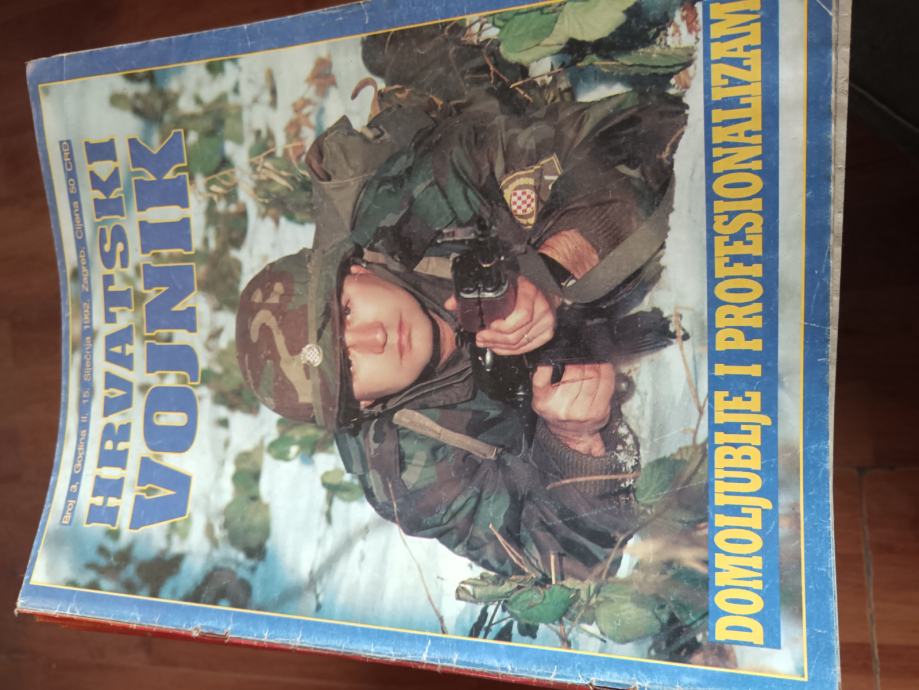 Broj 3, Godina II, 15. Siječnja 1992. Zagreb, Cijena 50 CRD
HRVATSKI
VOJNIK
DOMOLJUBLJE I PROFESIONALIZAM